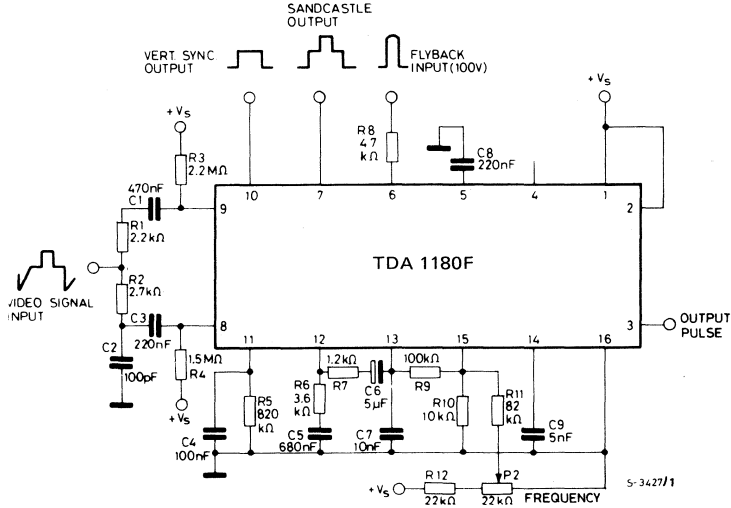 SANDCASTLE
OUTPUT
VERT. SYNC.
OUTPUT
FLYBACK
INPUT (100V)
+Vs
+Vs
R8
47
kΩ
C8
220nF
R3
2.2MΩ
470nF
C1
10
7
6
5
4
1
9
2
R1
2.2kΩ
TDA 1180F
R2
2.7kΩ
VIDEO SIGNAL
INPUT
C3
220nF
8
3
OUTPUT
PULSE
11
12
13
15
14
16
C2
100pF
1.5MΩ
R4
+Vs
1.2kΩ
R7
C6
5µF
100kΩ
R9
R5
820
kΩ
R6
3.6
kΩ
R10
10kΩ
R11
82
kΩ
C4
100nF
C5
680nF
C7
10nF
C9
5nF
+Vs
R12
22kΩ
P2
22kΩ
FREQUENCY
S-3427/1